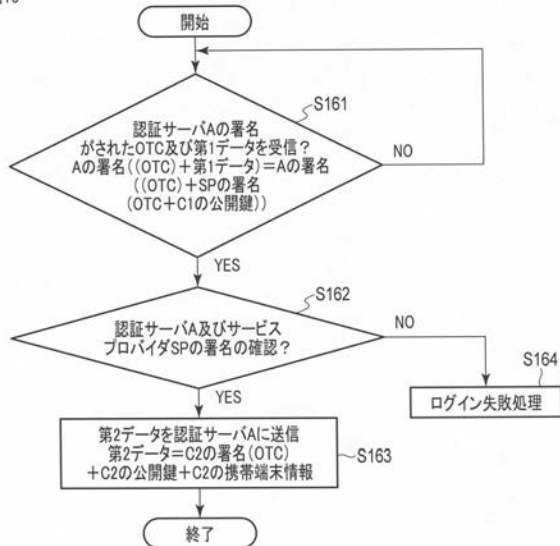 開始
S161
認証サーバAの署名
がされたOTC及び第1データを受信?
Aの署名((OTC)+第1データ)=Aの署名
((OTC)+SPの署名
(OTC+C1の公開鍵))
NO
YES
S162
認証サーバA及びサービス
プロバイダSPの署名の確認?
NO
S164
ログイン失敗処理
YES
第2データを認証サーバAに送信
第2データ=C2の署名(OTC)
+C2の公開鍵+C2の携帯端末情報
S163
終了